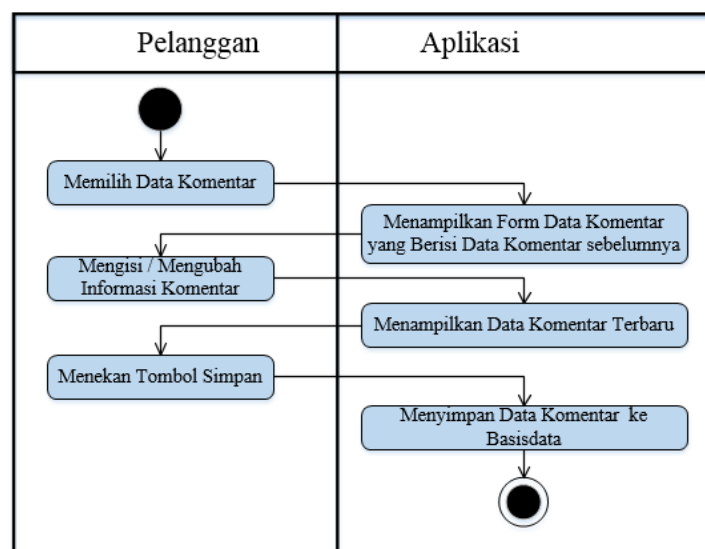 Pelanggan
Aplikasi
Memilih Data Komentar
Menampilkan Form Data Komentar
yang Berisi Data Komentar sebelumnya
Mengisi / Mengubah
Informasi Komentar
Menampilkan Data Komentar Terbaru
Menekan Tombol Simpan
Menyimpan Data Komentar ke
Basisdata